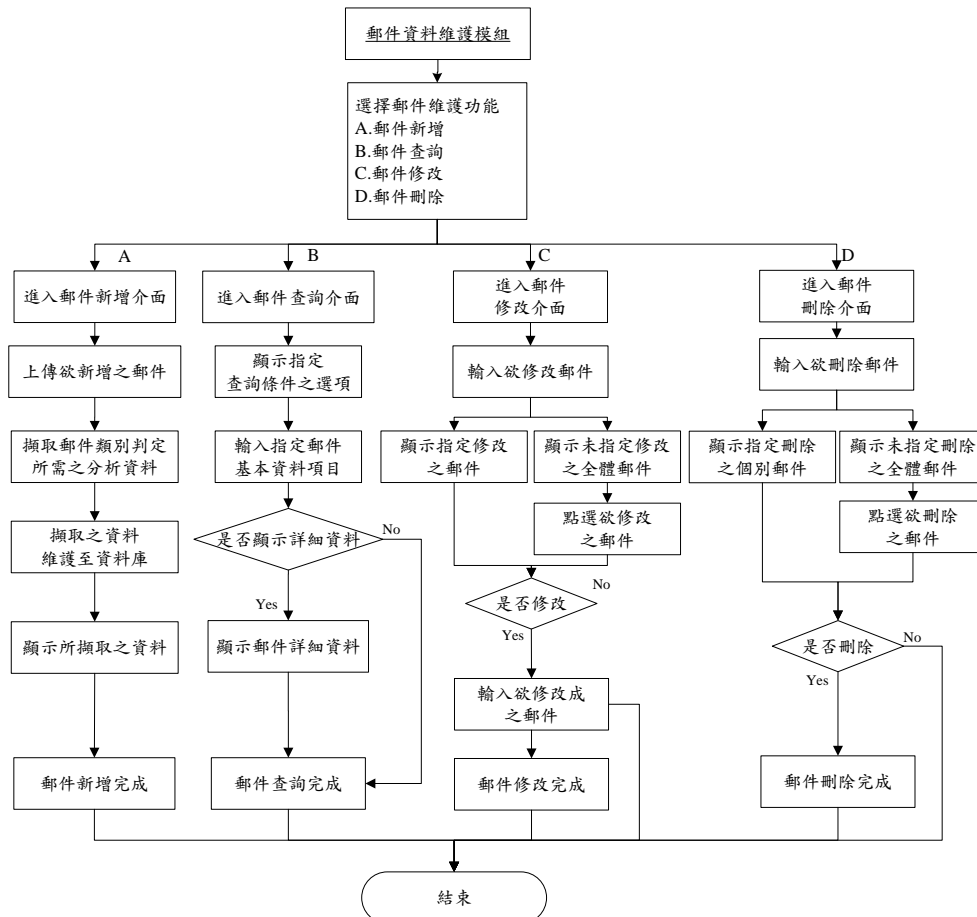 郵件資料維護模組
選擇郵件維護功能
A.郵件新增
B.郵件查詢
C.郵件修改
D.郵件刪除
A
B
C
D
進入郵件新增介面
進入郵件查詢介面
進入郵件
修改介面
進入郵件
刪除介面
上傳欲新增之郵件
顯示指定
查詢條件之選項
輸入欲修改郵件
輸入欲刪除郵件
擷取郵件類別判定
所需之分析資料
輸入指定郵件
基本資料項目
顯示指定修改
之郵件
顯示未指定修改
之全體郵件
顯示指定刪除
之個別郵件
顯示未指定刪除
之全體郵件
擷取之資料
維護至資料庫
是否顯示詳細資料
No
點選欲修改
之郵件
點選欲刪除
之郵件
Yes
是否修改
No
Yes
顯示所擷取之資料
顯示郵件詳細資料
是否刪除
No
Yes
輸入欲修改成
之郵件
郵件新增完成
郵件查詢完成
郵件修改完成
郵件刪除完成
結束